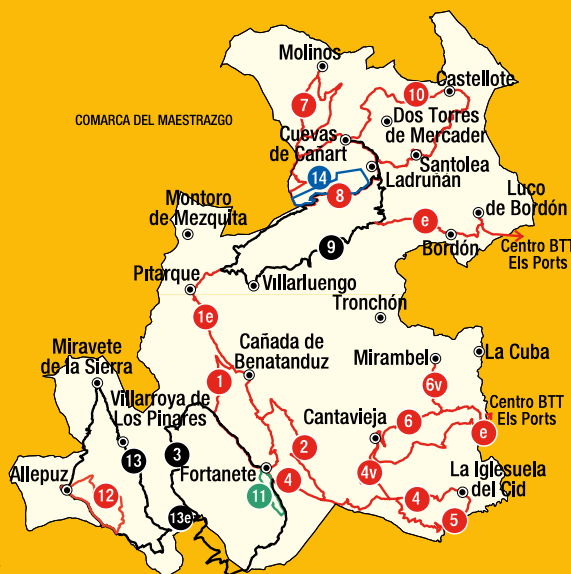 Molinos
Castellote
10
7
Dos Torres
de Mercader
COMARCA DEL MAESTRAZGO
Cuevas
de Cañart
Santolea
14
Ladruñán
8
Luco
de Bordón
Montoro
de Mezquita
e
9
Bordón
Centro BTT
Els Ports
Pitarque
Villarluengo
Tronchón
1e
Miravete
de la Sierra
Cañada de
Benatanduz
Mirambel
La Cuba
1
6v
Villarroya de
Los Pinares
Centro BTT
Els Ports
Cantavieja
6
e
13
3
2
Allepuz
Fortanete
4
4v
La Iglesuela
del Cid
12
11
4
13e
5